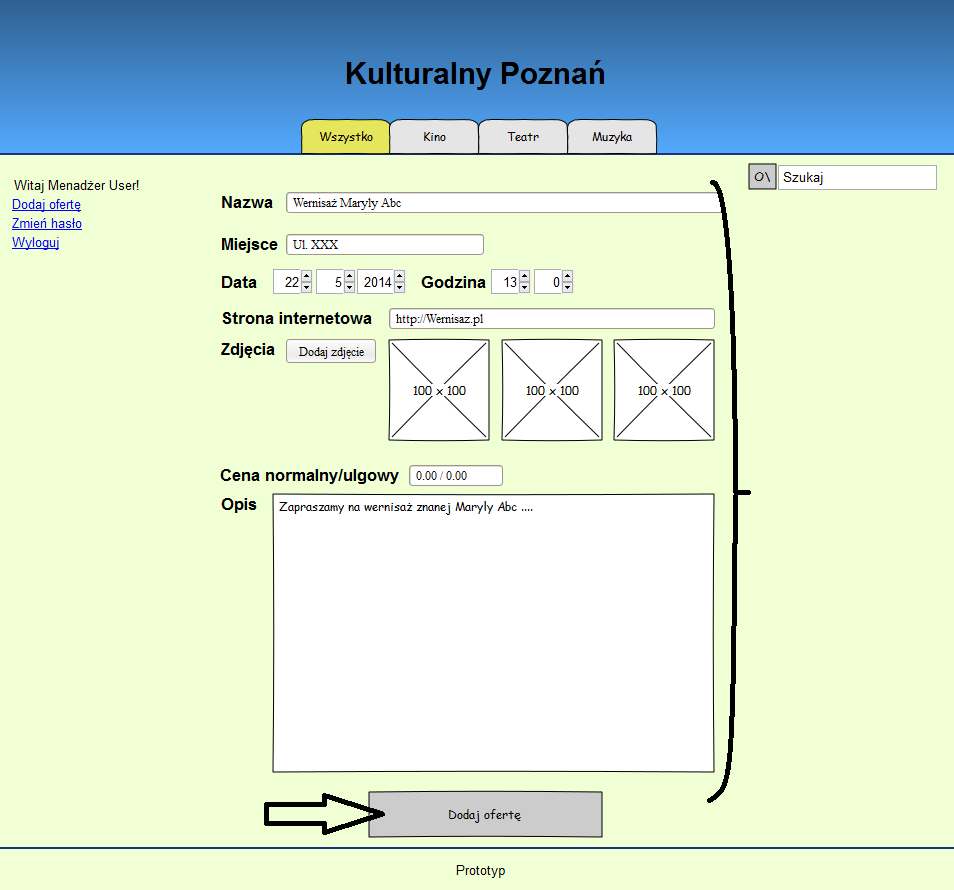 Kulturalny Poznań
Wszystko Kino Teatr Muzyka
O\ Szukaj
Witaj Menadżer User!
Dodaj ofertę
Zmień hasło
Wyloguj
Nazwa Wernisaż Maryly Abc
Miejsce Ul. XXX
Data 22 5 2014 Godzina 13 0
Strona internetowa http://Wernisaz.pl
Zdjęcia Dodaj zdjęcie
100 x 100 100 x 100 100 x 100
Cena normalny/ulgowy 0.00 / 0.00
Opis Zapraszamy na wernisaż znanej Maryly Abc ....
Dodaj ofertę
Prototyp